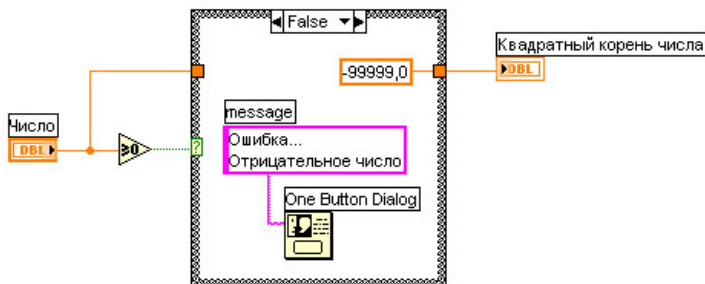 False
Квадратный корень числа
DBL
-99999,0
message
Число
DBL
≥0
?
Ошибка...
Отрицательное число
One Button Dialog